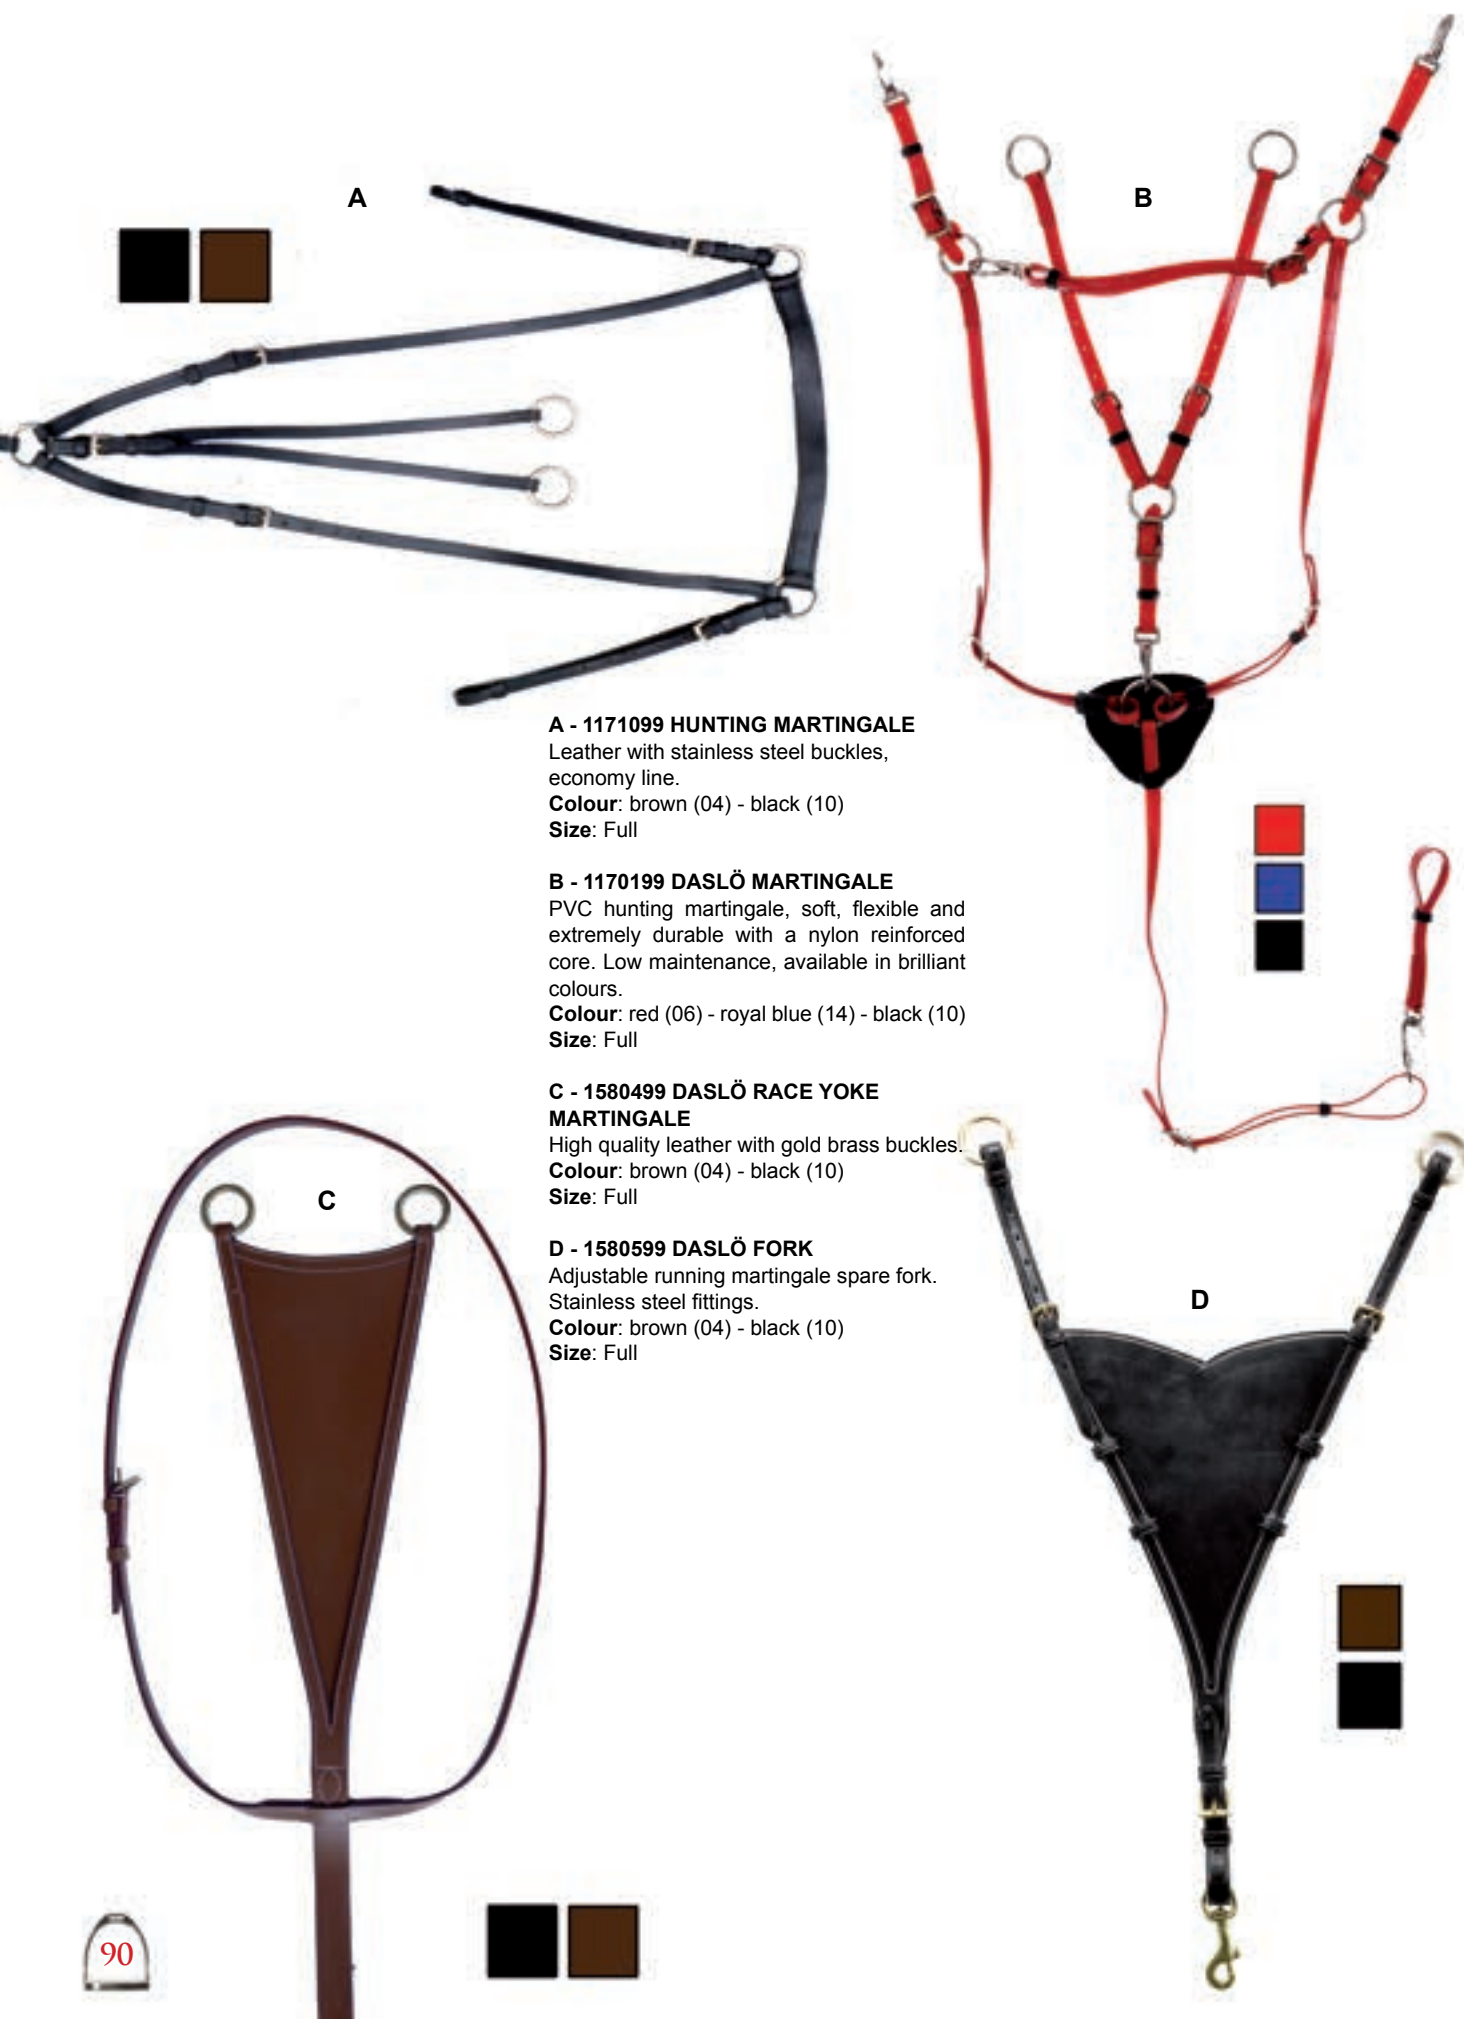 A
B
A - 1171099 HUNTING MARTINGALE
Leather with stainless steel buckles,
economy line.
Colour: brown (04) - black (10)
Size: Full
B - 1170199 DASLÖ MARTINGALE
PVC hunting martingale, soft, flexible and
extremely durable with a nylon reinforced
core. Low maintenance, available in brilliant
colours.
Colour: red (06) - royal blue (14) - black (10)
Size: Full
C - 1580499 DASLÖ RACE YOKE
MARTINGALE
High quality leather with gold brass buckles.
Colour: brown (04) - black (10)
Size: Full
C
D - 1580599 DASLÖ FORK
Adjustable running martingale spare fork.
Stainless steel fittings.
Colour: brown (04) - black (10)
Size: Full
D
90